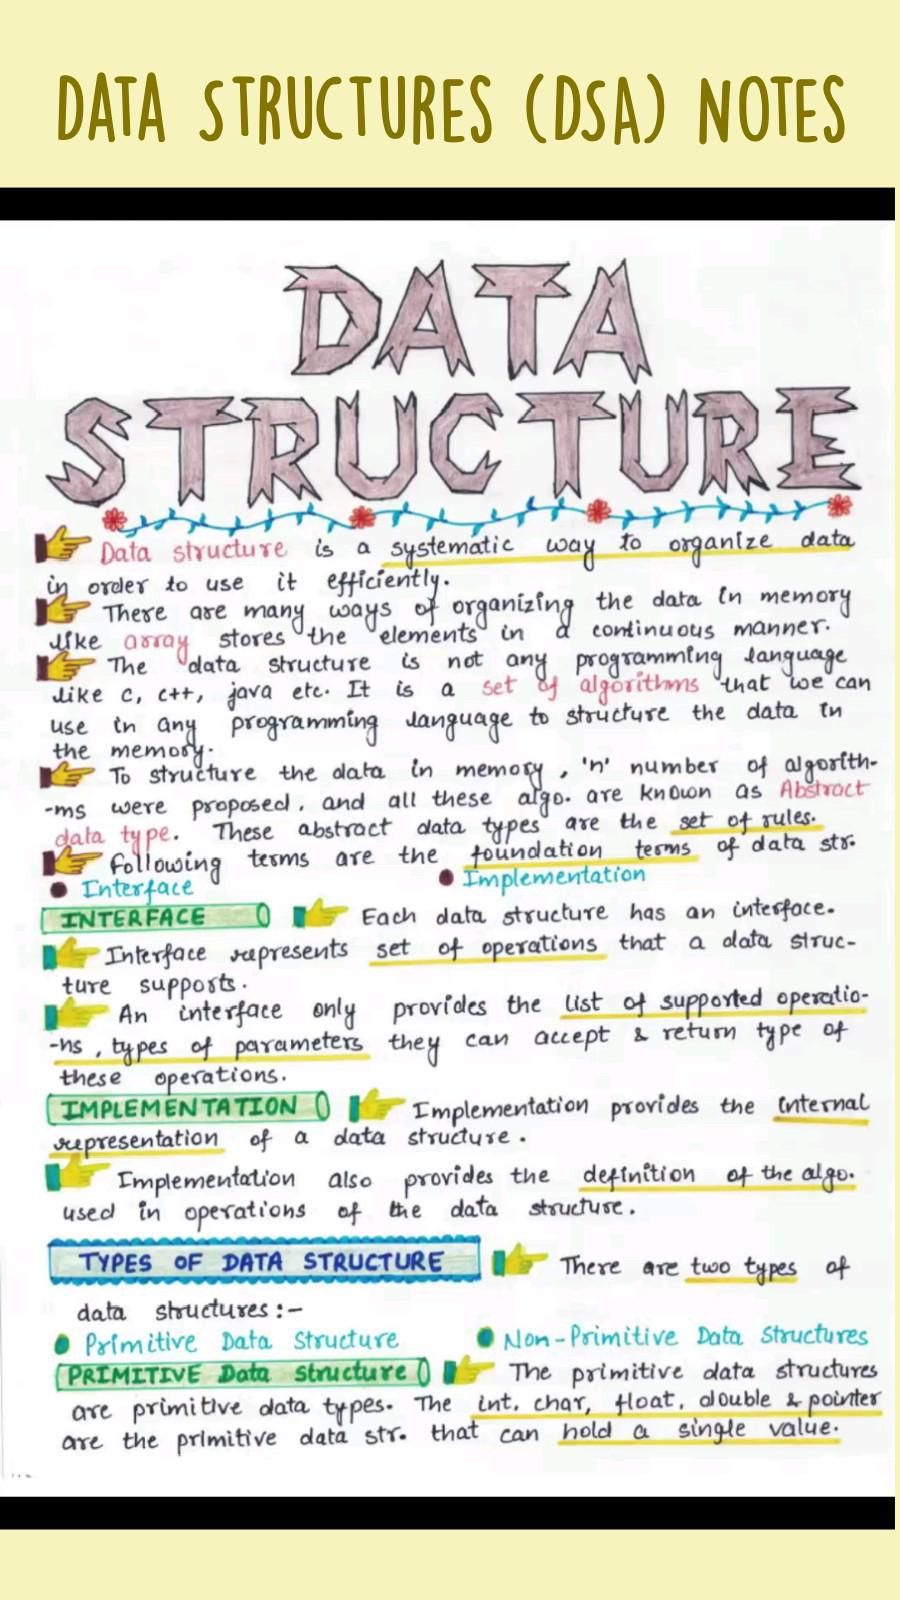 DATA STRUCTURES (DSA) NOTES
DATA
STRUCTURE
Data structure is a systematic way to organize data
in order to use it efficiently.
There are many ways of organizing the data in memory
like array stores the elements in a continuous manner.
The data structure is not any programming language
like C, C++, java etc. It is a set of algorithms that we can
use in any programming language to structure the data in
the memory.
To structure the data in memory, 'n' number of algorith-
-ms were proposed, and all these algo. are known as Abstract
data type. These abstract data types are the set of rules.
Following terms are the foundation terms of data str.
Interface Implementation
INTERFACE Each data structure has an interface.
Interface represents set of operations that a data struc-
ture supports.
An interface only provides the list of supported operatio-
-ns, types of parameters they can accept & return type of
these operations.
IMPLEMENTATION Implementation provides the internal
representation of a data structure.
Implementation also provides the definition of the algo.
used in operations of the data structure.
TYPES OF DATA STRUCTURE There are two types of
data structures:-
Primitive Data Structure Non-Primitive Data Structures
PRIMITIVE Data structure The primitive data structures
are primitive data types. The int, char, float, double & pointer
are the primitive data str. that can hold a single value.